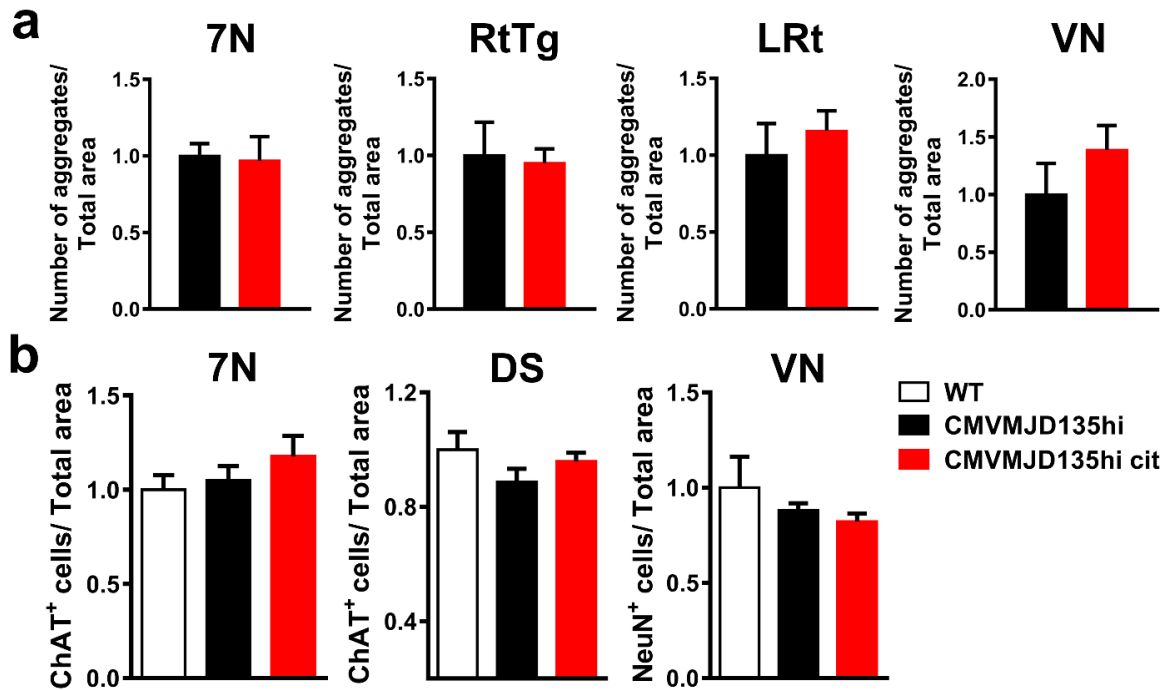 a
7N
Number of aggregates/
Total area
1.5
1.0
0.5
0.0
RtTg
Number of aggregates/
Total area
1.5
1.0
0.5
0.0
LRt
Number of aggregates/
Total area
1.5
1.0
0.5
0.0
VN
Number of aggregates/
Total area
2.0
1.5
1.0
0.5
0.0
b
7N
ChAT⁺ cells/ Total area
1.5
1.0
0.5
0.0
DS
ChAT⁺ cells/ Total area
1.2
0.8
0.4
VN
NeuN⁺ cells/ Total area
1.5
1.0
0.5
0.0
WT
CMVMJD135hi
CMVMJD135hi cit